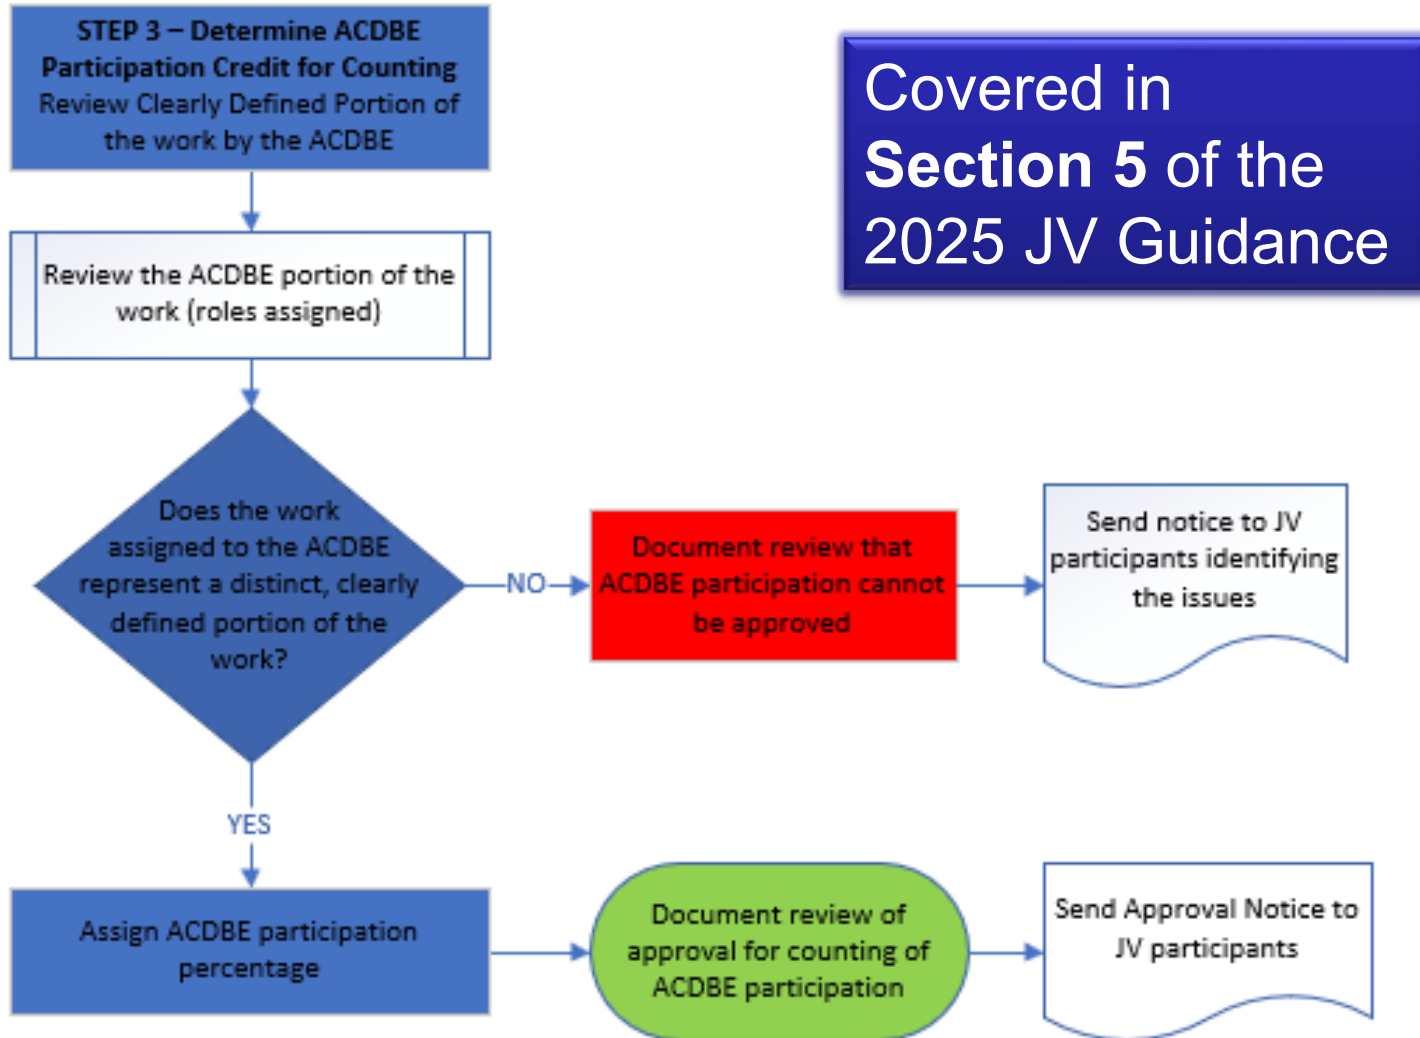 STEP 3 – Determine ACDBE
Participation Credit for Counting
Review Clearly Defined Portion of
the work by the ACDBE
Covered in
Section 5 of the
2025 JV Guidance
Review the ACDBE portion of the
work (roles assigned)
Does the work
assigned to the ACDBE
represent a distinct, clearly
defined portion of the
work?
NO
Document review that
ACDBE participation cannot
be approved
Send notice to JV
participants identifying
the issues
YES
Assign ACDBE participation
percentage
Document review of
approval for counting of
ACDBE participation
Send Approval Notice to
JV participants